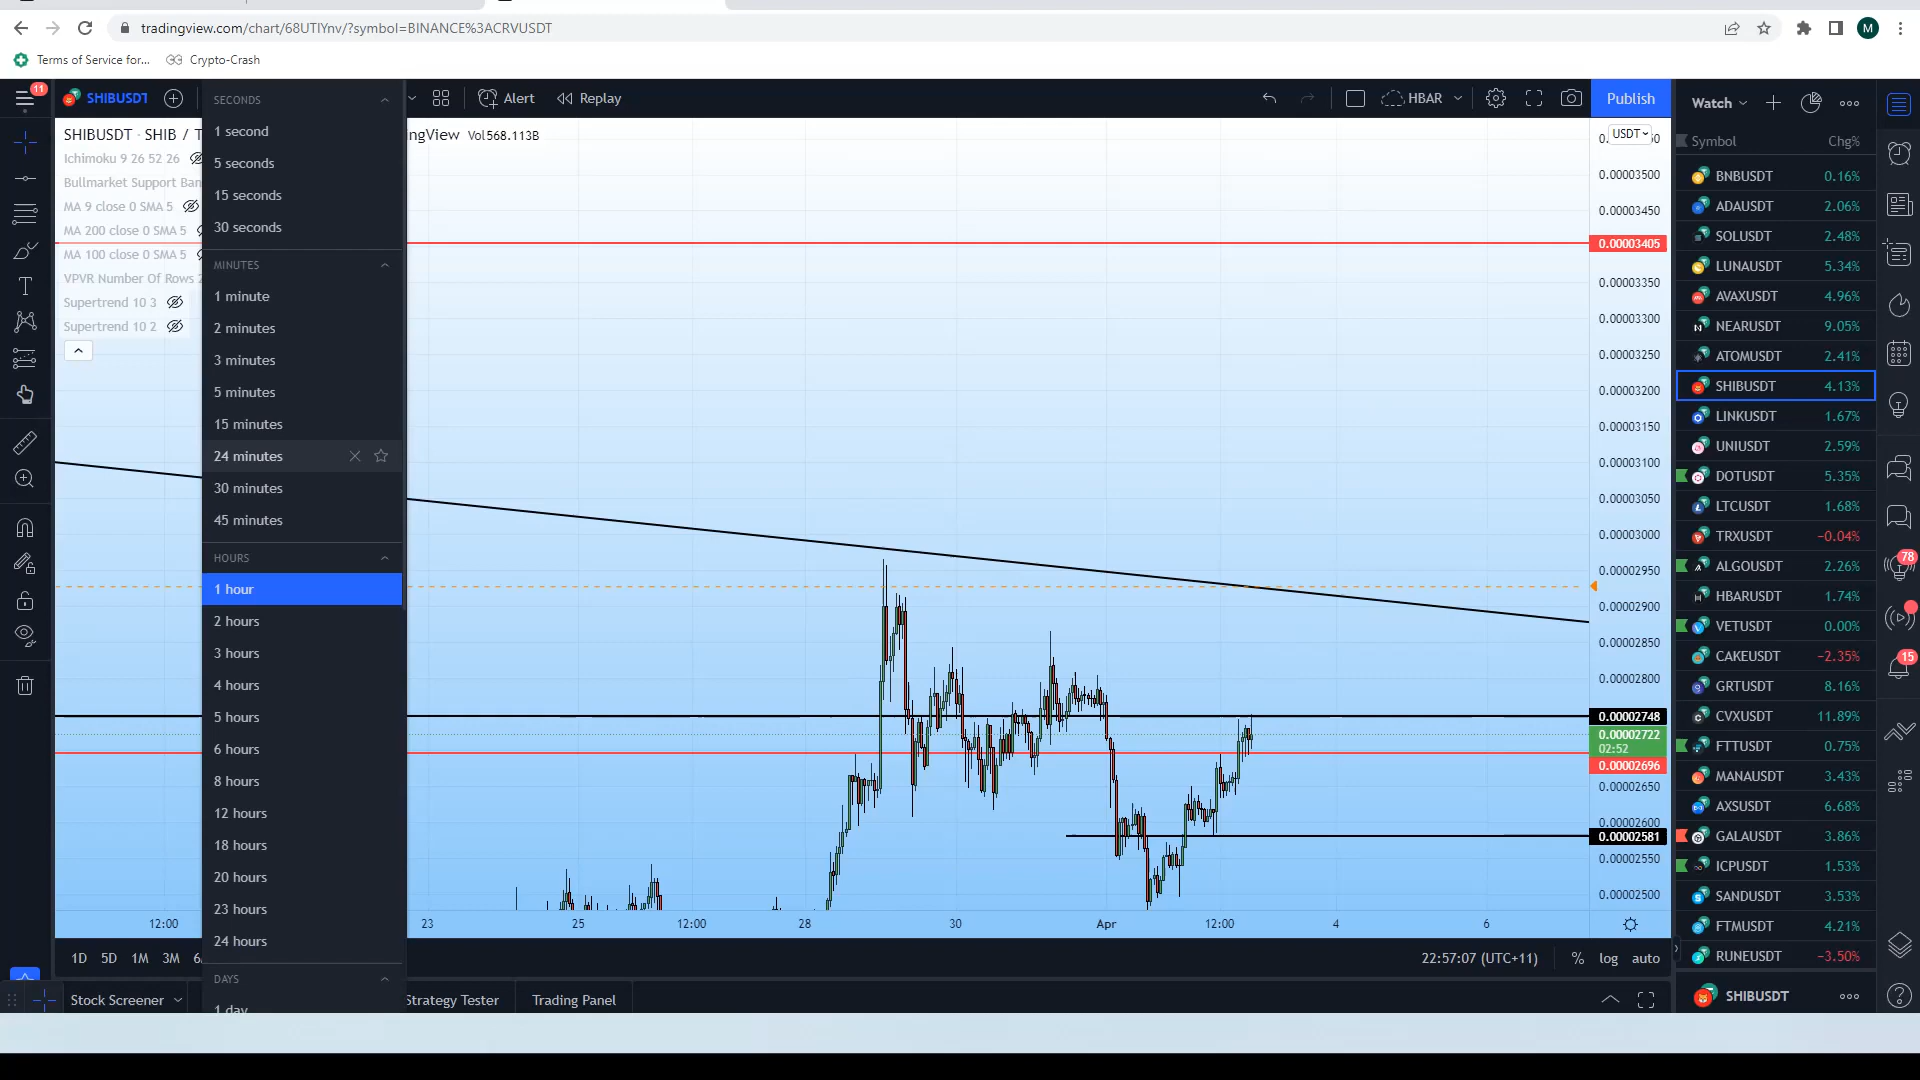 tradingview.com/chart/68UTIYnv/?symbol=BINANCE%3ACRVUSDT
M
Terms of Service for...
Crypto-Crash
11
SHIBUSDT
Alert
Replay
HBAR
Publish
SHIBUSDT · SHIB / T
ngView Vol568.113B
Ichimoku 9 26 52 26
Bullmarket Support Ban
MA 9 close 0 SMA 5
MA 200 close 0 SMA 5
MA 100 close 0 SMA 5
VPVR Number Of Rows
Supertrend 10 3
Supertrend 10 2
SECONDS
1 second
5 seconds
15 seconds
30 seconds
MINUTES
1 minute
2 minutes
3 minutes
5 minutes
15 minutes
24 minutes
30 minutes
45 minutes
HOURS
1 hour
2 hours
3 hours
4 hours
5 hours
6 hours
8 hours
12 hours
18 hours
20 hours
23 hours
24 hours
DAYS
1 day
USDT
0.00003500
0.00003450
0.00003405
0.00003350
0.00003300
0.00003250
0.00003200
0.00003150
0.00003100
0.00003050
0.00003000
0.00002950
0.00002900
0.00002850
0.00002800
0.00002748
0.00002722
02:52
0.00002696
0.00002650
0.00002600
0.00002581
0.00002550
0.00002500
12:00
23
25
12:00
28
30
Apr
12:00
4
6
1D 5D 1M 3M
22:57:07 (UTC+11)
% log auto
Stock Screener
Strategy Tester
Trading Panel
Watch
Symbol Chg%
BNBUSDT 0.16%
ADAUSDT 2.06%
SOLUSDT 2.48%
LUNAUSDT 5.34%
AVAXUSDT 4.96%
NEARUSDT 9.05%
ATOMUSDT 2.41%
SHIBUSDT 4.13%
LINKUSDT 1.67%
UNIUSDT 2.59%
DOTUSDT 5.35%
LTCUSDT 1.68%
TRXUSDT −0.04%
ALGOUSDT 2.26%
HBARUSDT 1.74%
VETUSDT 0.00%
CAKEUSDT −2.35%
GRTUSDT 8.16%
CVXUSDT 11.89%
FTTUSDT 0.75%
MANAUSDT 3.43%
AXSUSDT 6.68%
GALAUSDT 3.86%
ICPUSDT 1.53%
SANDUSDT 3.53%
FTMUSDT 4.21%
RUNEUSDT −3.50%
SHIBUSDT
78
15